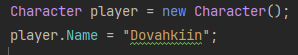 Character player = new Character();
player.Name = "Dovahkiin";